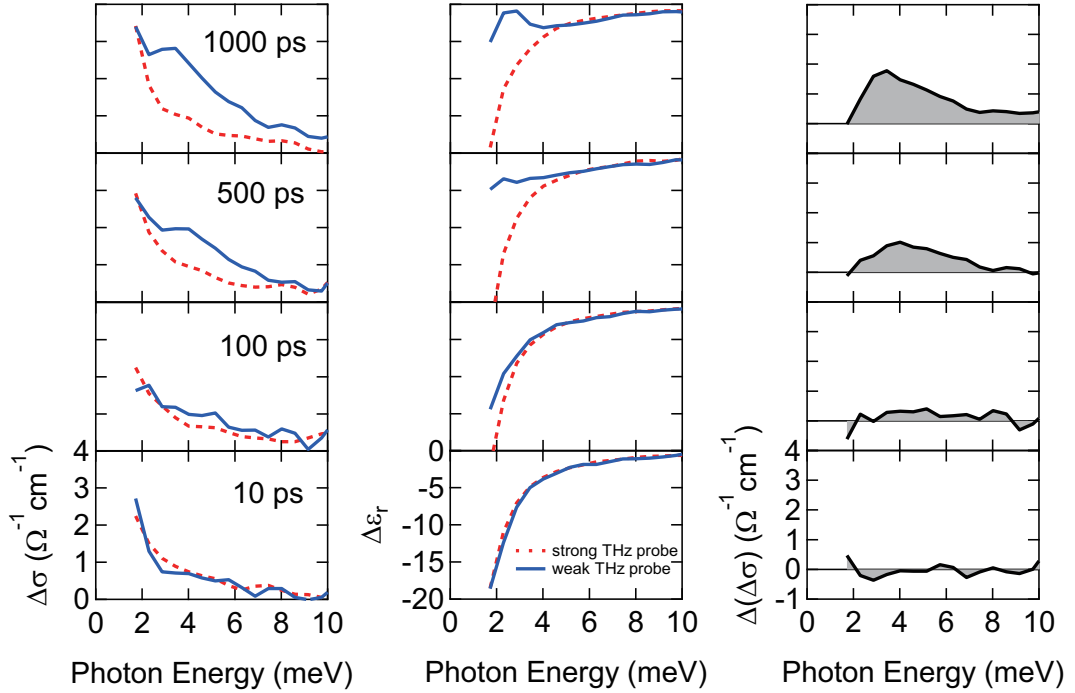 1000 ps
500 ps
100 ps
10 ps
Δσ (Ω⁻¹ cm⁻¹)
4
3
2
1
0
0 2 4 6 8 10
Photon Energy (meV)
Δεᵣ
0
-5
-10
-15
-20
strong THz probe
weak THz probe
0 2 4 6 8 10
Photon Energy (meV)
Δ(Δσ) (Ω⁻¹ cm⁻¹)
4
3
2
1
0
-1
0 2 4 6 8 10
Photon Energy (meV)